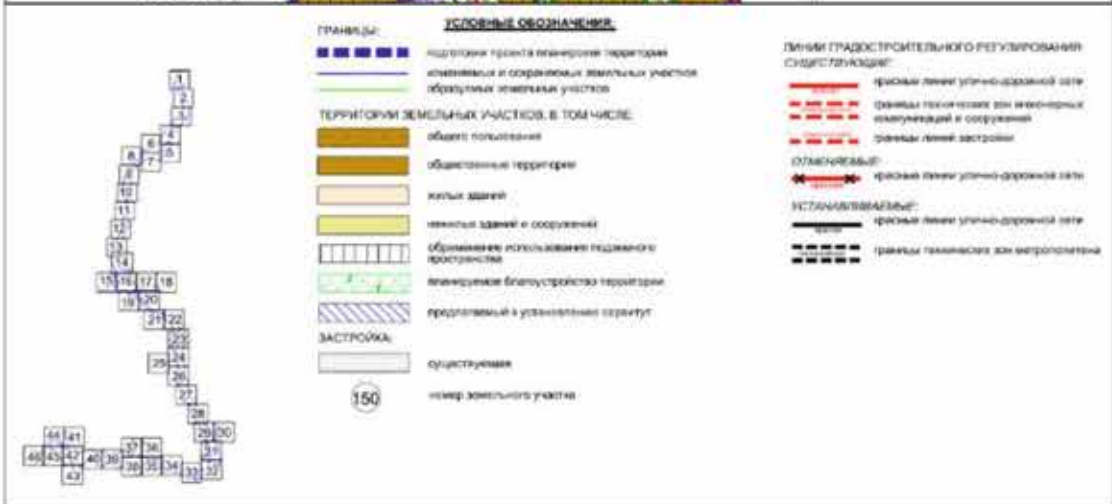 УСЛОВНЫЕ ОБОЗНАЧЕНИЯ:
ГРАНИЦЫ:
подготовки проекта планировки территории
изменяемых и сохраняемых земельных участков
образуемых земельных участков
ТЕРРИТОРИИ ЗЕМЕЛЬНЫХ УЧАСТКОВ, В ТОМ ЧИСЛЕ:
общего пользования
общественные территории
жилых зданий
нежилых зданий и сооружений
обременение использования подземного
пространства
планируемое благоустройство территории
предлагаемый к установлению сервитут
ЗАСТРОЙКА:
существующая
150
номер земельного участка
ЛИНИИ ГРАДОСТРОИТЕЛЬНОГО РЕГУЛИРОВАНИЯ
СУЩЕСТВУЮЩИЕ:
красные линии улично-дорожной сети
границы технических зон инженерных
коммуникаций и сооружений
границы линий застройки
ОТМЕНЯЕМЫЕ:
красные линии улично-дорожной сети
УСТАНАВЛИВАЕМЫЕ:
красные линии улично-дорожной сети
границы технических зон метрополитена
1
2
3
4
6 5
8 7
9
10
11
12
13
14
15 16 17 18
19 20
21 22
23
25 24
26
27
28
29 30
44 41 37 36 31
46 45 42 40 39 38 35 34 33 32
43